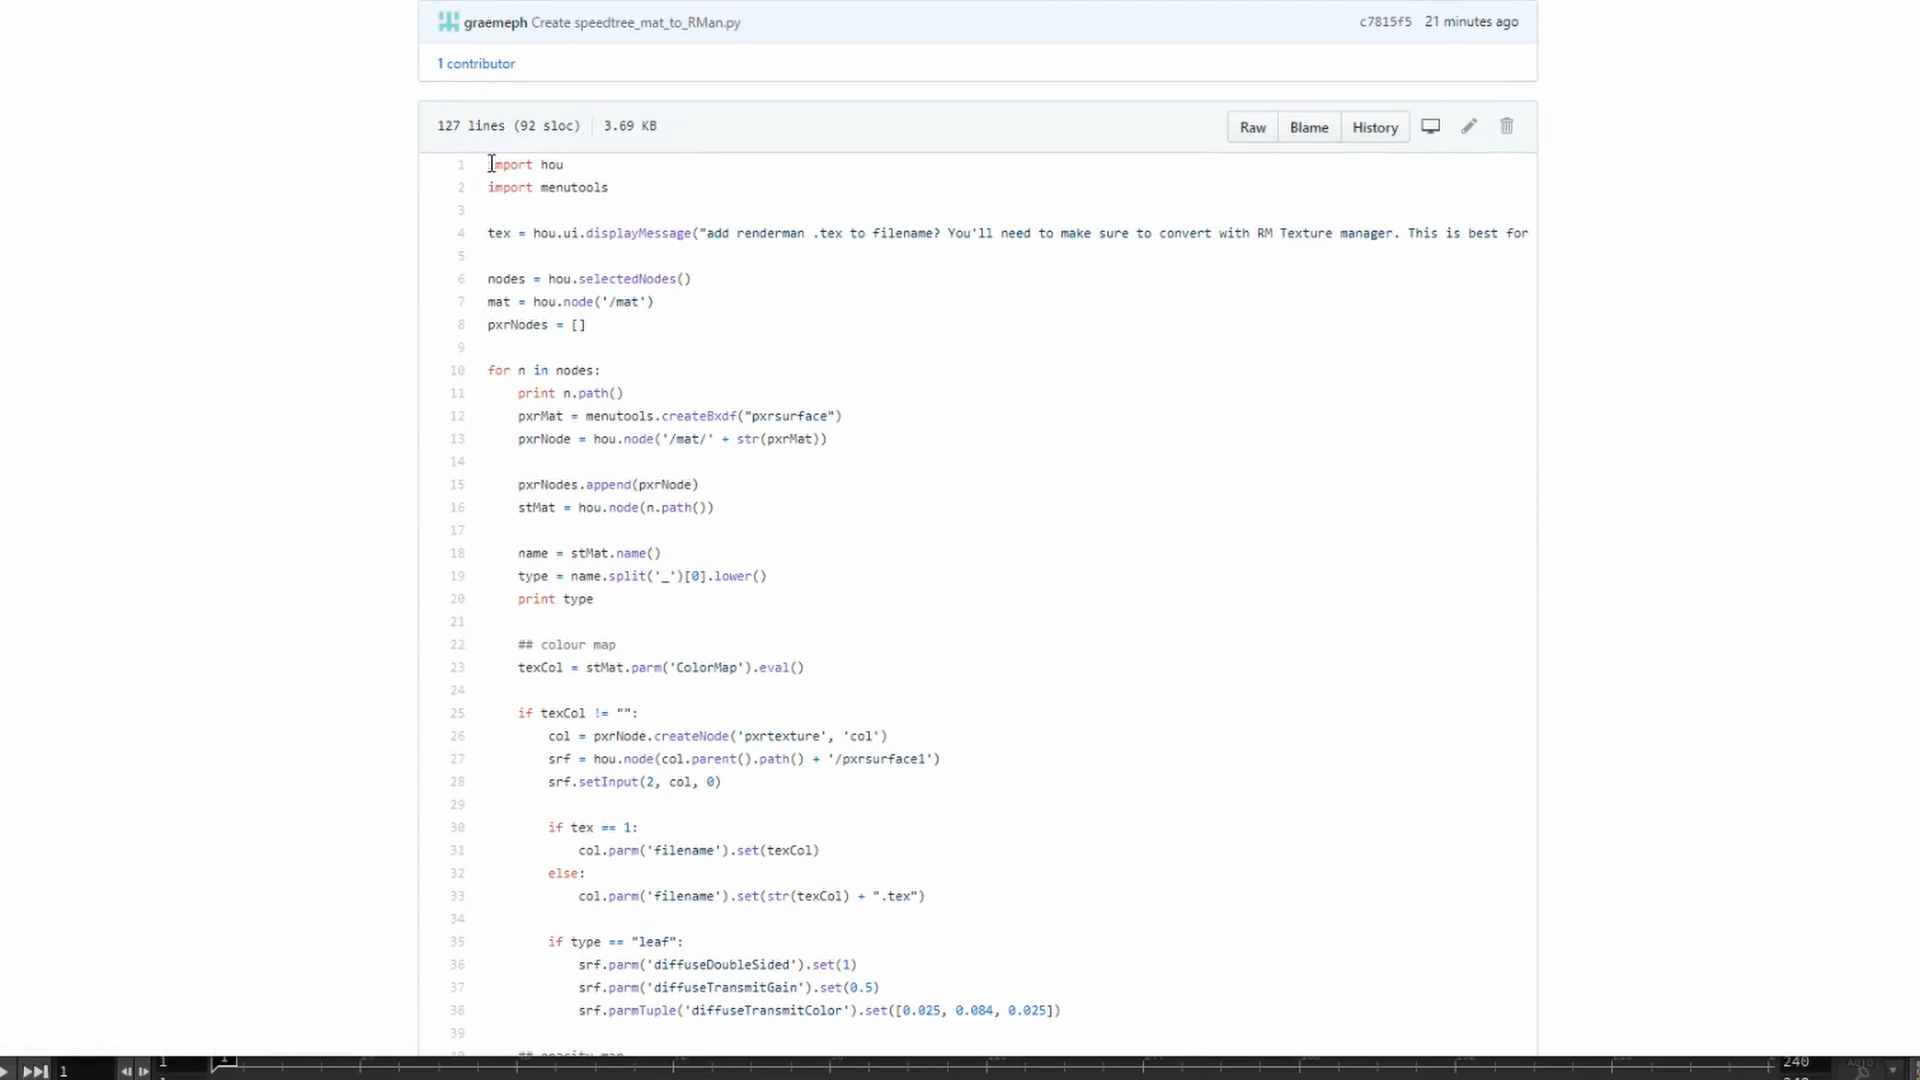 graemeph Create speedtree_mat_to_RMan.py c7815f5 21 minutes ago
1 contributor
127 lines (92 sloc) 3.69 KB Raw Blame History
1 import hou
2 import menutools
3
4 tex = hou.ui.displayMessage("add renderman .tex to filename? You'll need to make sure to convert with RM Texture manager. This is best for
5
6 nodes = hou.selectedNodes()
7 mat = hou.node('/mat')
8 pxrNodes = []
9
10 for n in nodes:
11 print n.path()
12 pxrMat = menutools.createBxdf("pxrsurface")
13 pxrNode = hou.node('/mat/' + str(pxrMat))
14
15 pxrNodes.append(pxrNode)
16 stMat = hou.node(n.path())
17
18 name = stMat.name()
19 type = name.split('_')[0].lower()
20 print type
21
22 ## colour map
23 texCol = stMat.parm('ColorMap').eval()
24
25 if texCol != "":
26 col = pxrNode.createNode('pxrtexture', 'col')
27 srf = hou.node(col.parent().path() + '/pxrsurface1')
28 srf.setInput(2, col, 0)
29
30 if tex == 1:
31 col.parm('filename').set(texCol)
32 else:
33 col.parm('filename').set(str(texCol) + ".tex")
34
35 if type == "leaf":
36 srf.parm('diffuseDoubleSided').set(1)
37 srf.parm('diffuseTransmitGain').set(0.5)
38 srf.parmTuple('diffuseTransmitColor').set([0.025, 0.084, 0.025])
39
1 1 1 240